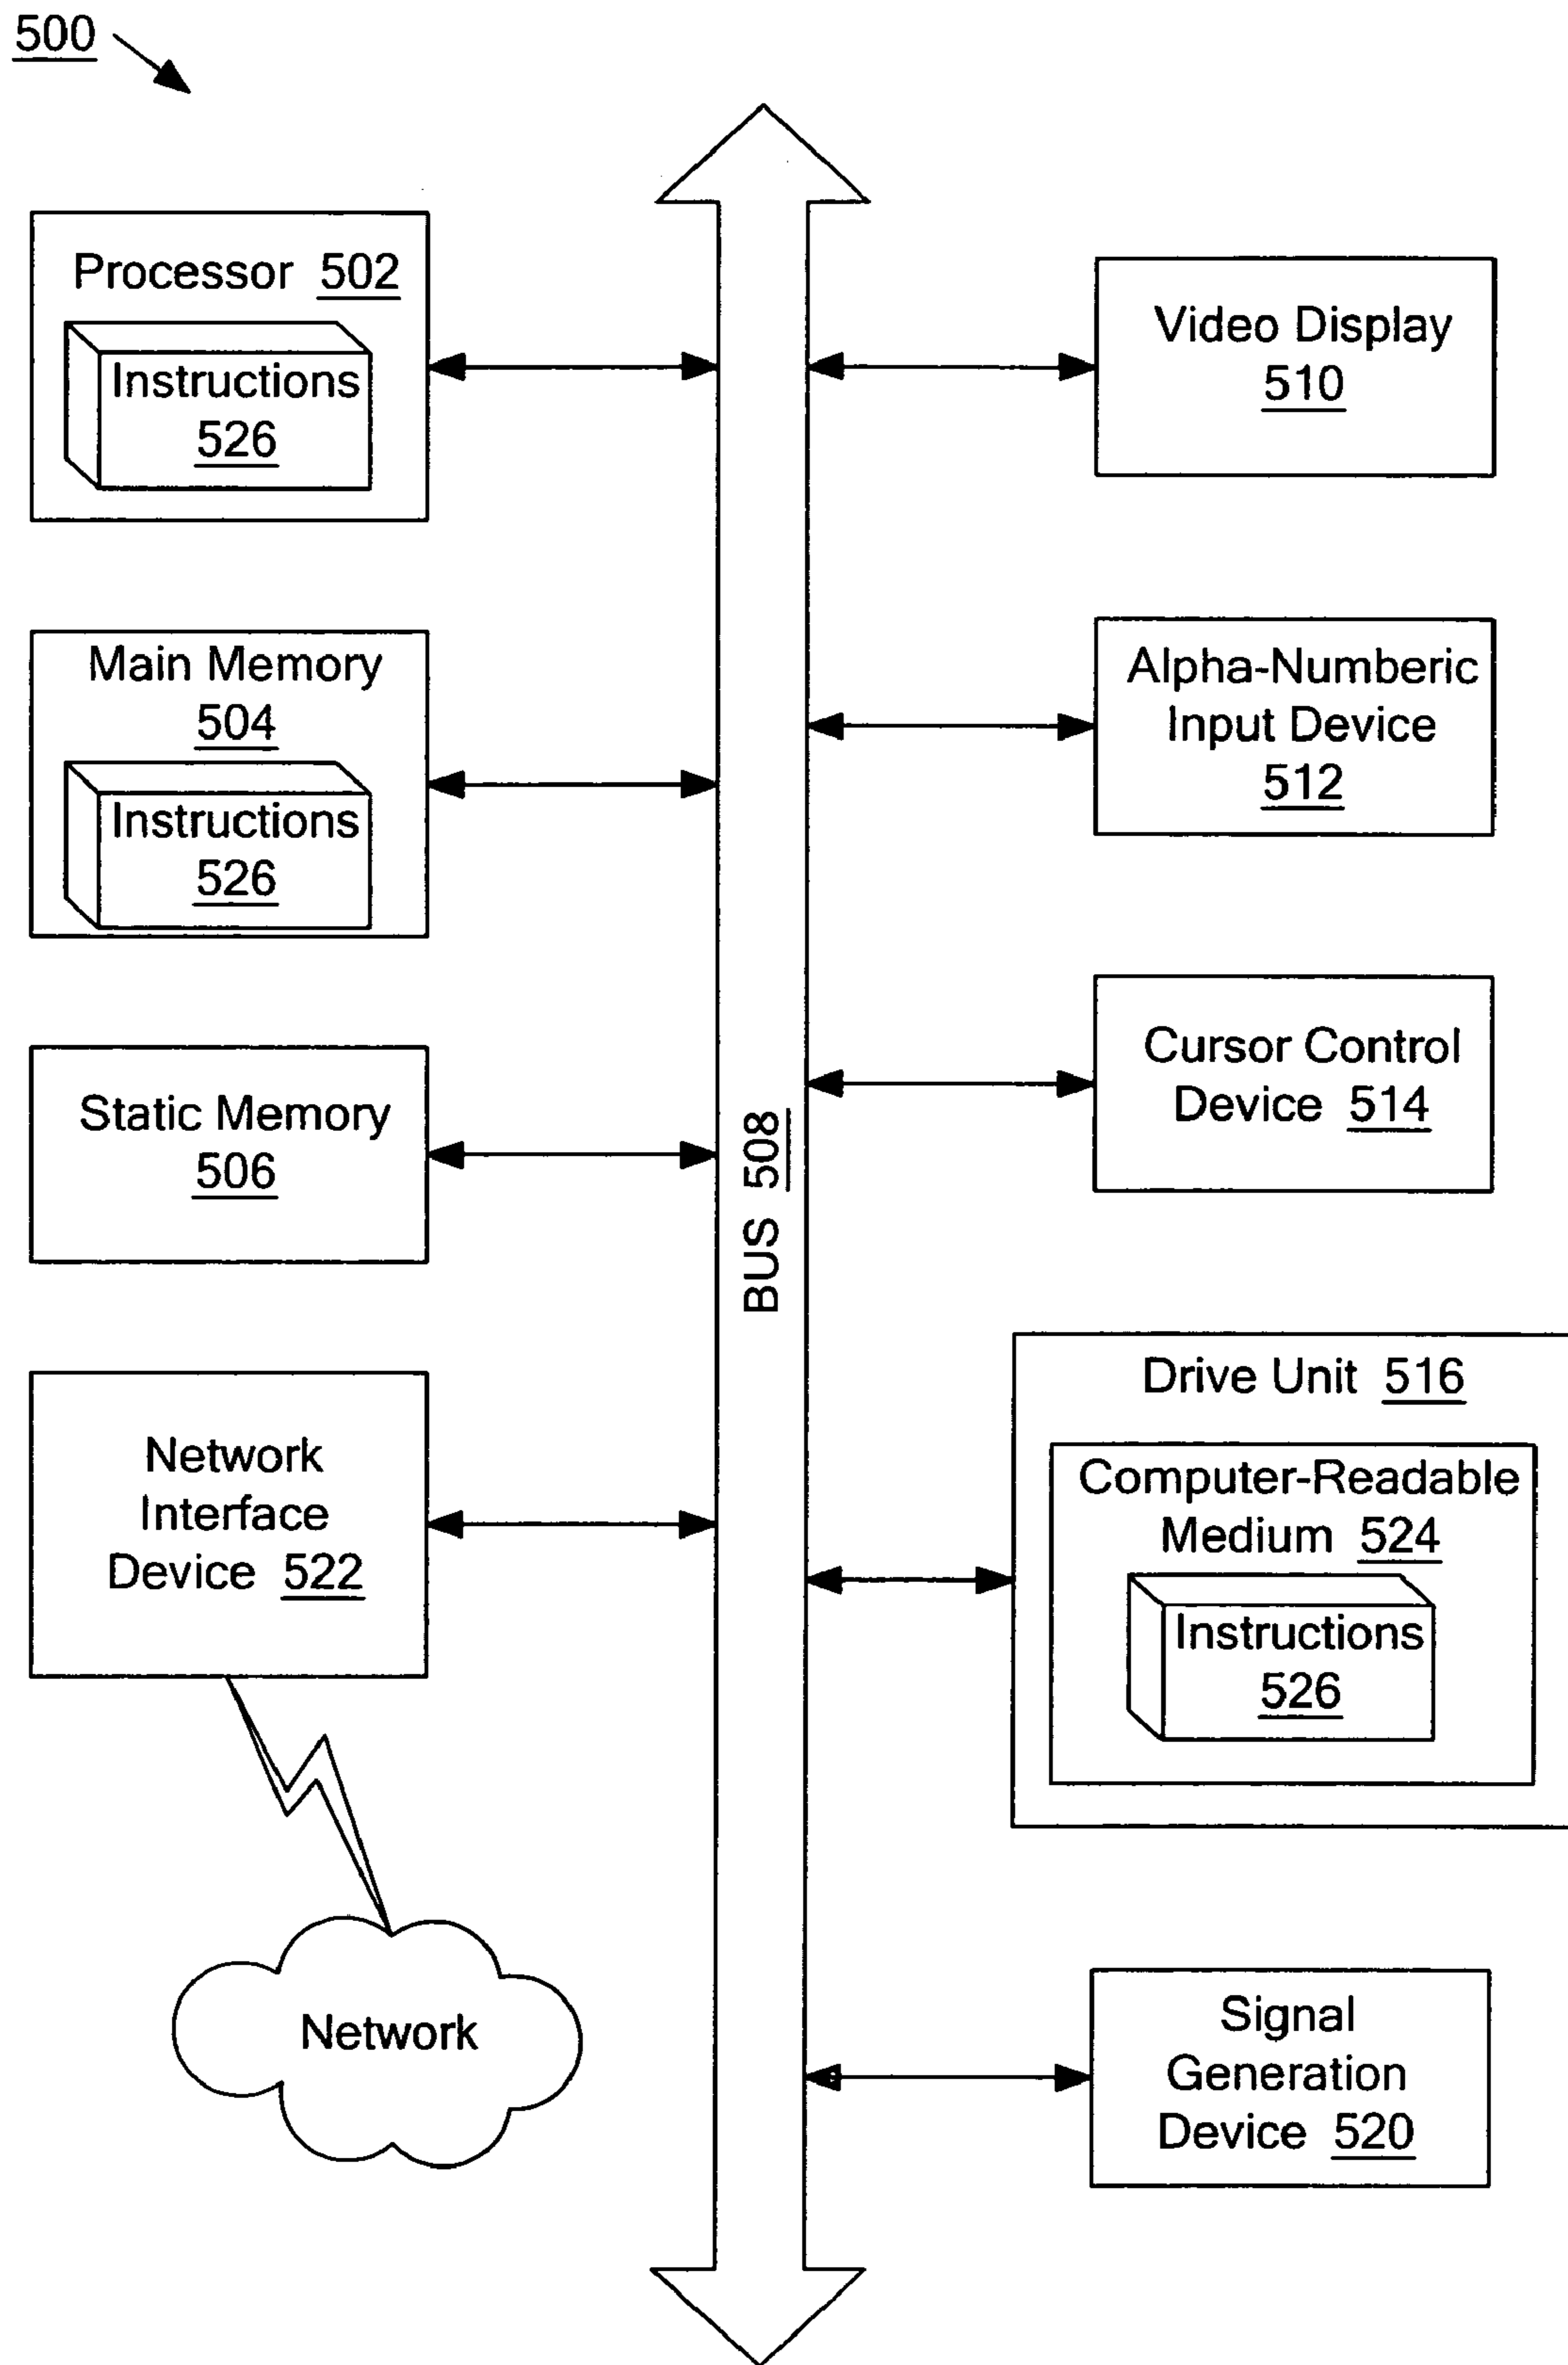 500
Processor 502
Instructions
526
Main Memory
504
Instructions
526
Static Memory
506
Network
Interface
Device 522
Network
BUS 508
Video Display
510
Alpha-Numberic
Input Device
512
Cursor Control
Device 514
Drive Unit 516
Computer-Readable
Medium 524
Instructions
526
Signal
Generation
Device 520